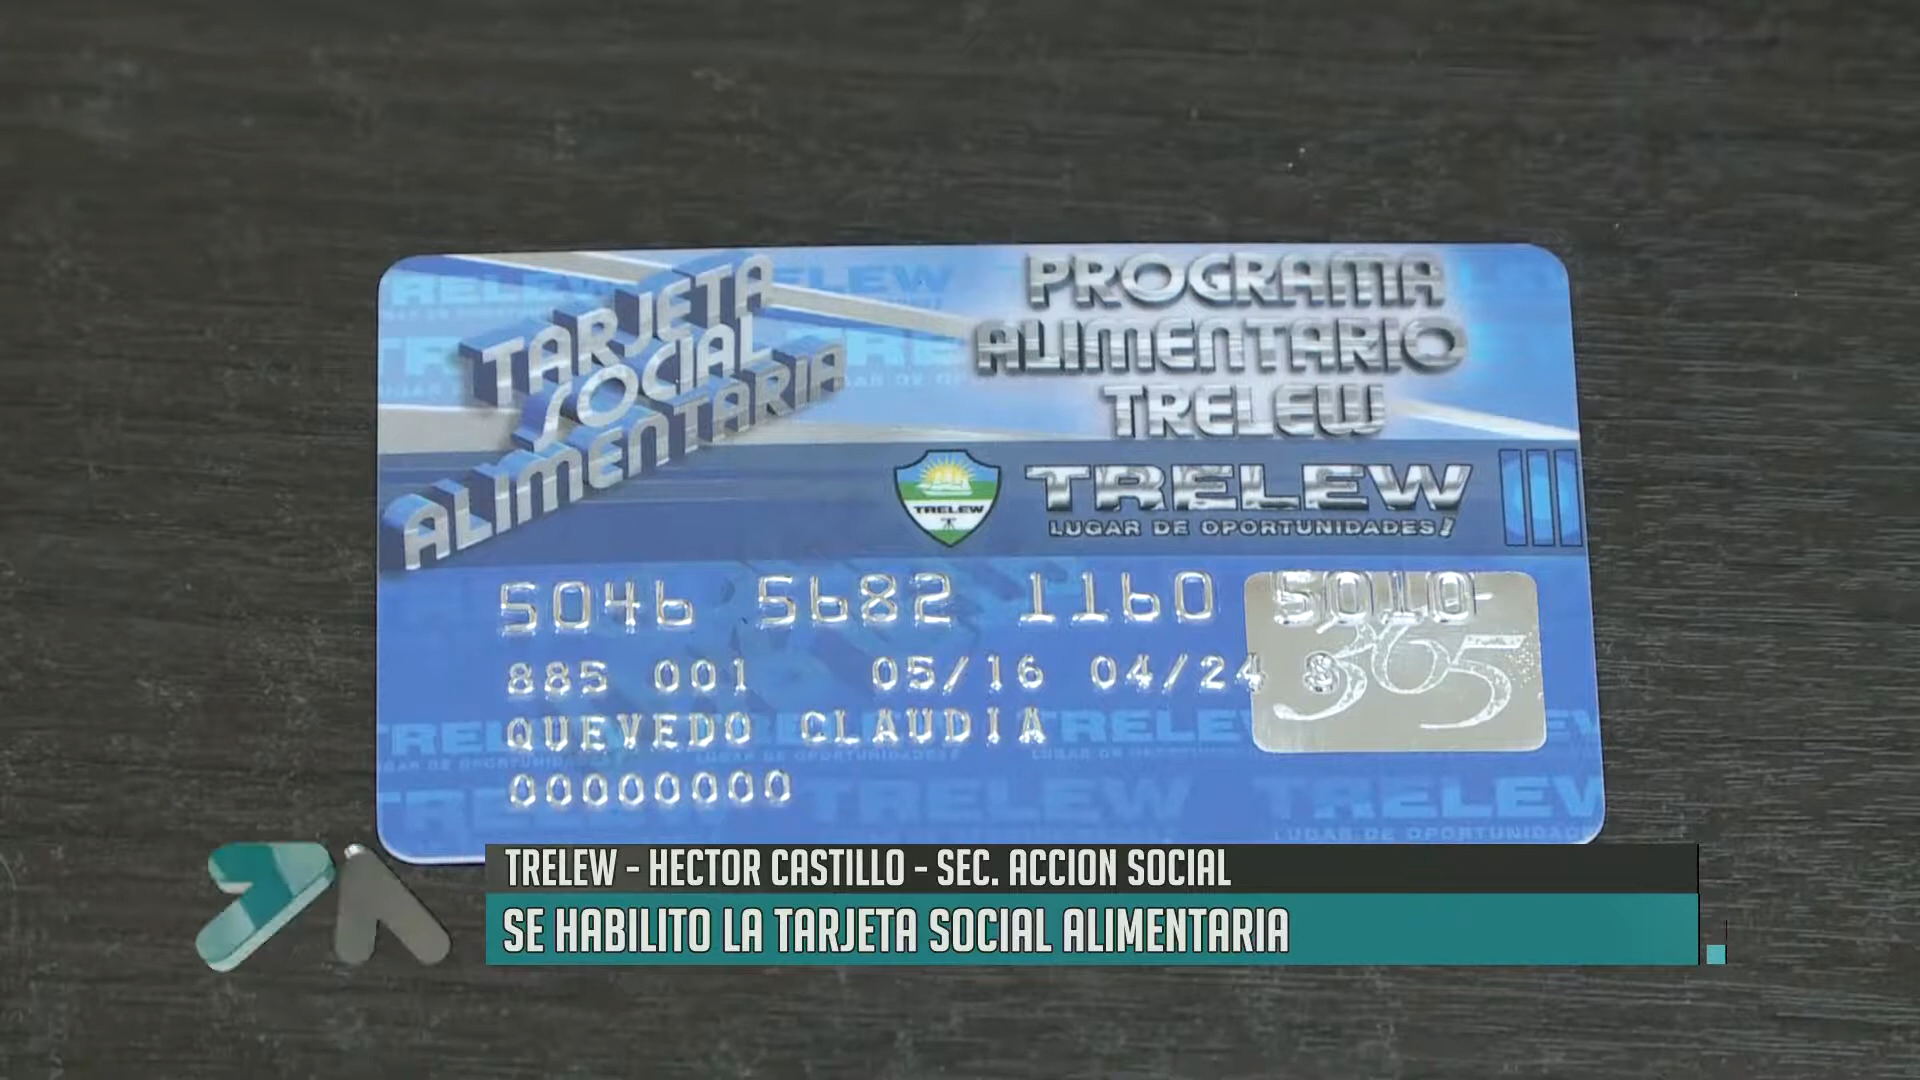 TARJETA
SOCIAL
ALIMENTARIA
PROGRAMA
ALIMENTARIO
TRELEW
TRELEW
TRELEW
LUGAR DE OPORTUNIDADES!
5046 5682 1160 5010
365
885 001 05/16 04/24 8
QUEVEDO CLAUDIA
00000000
TRELEW TRELEW
TRELEW - HECTOR CASTILLO - SEC. ACCION SOCIAL
SE HABILITO LA TARJETA SOCIAL ALIMENTARIA